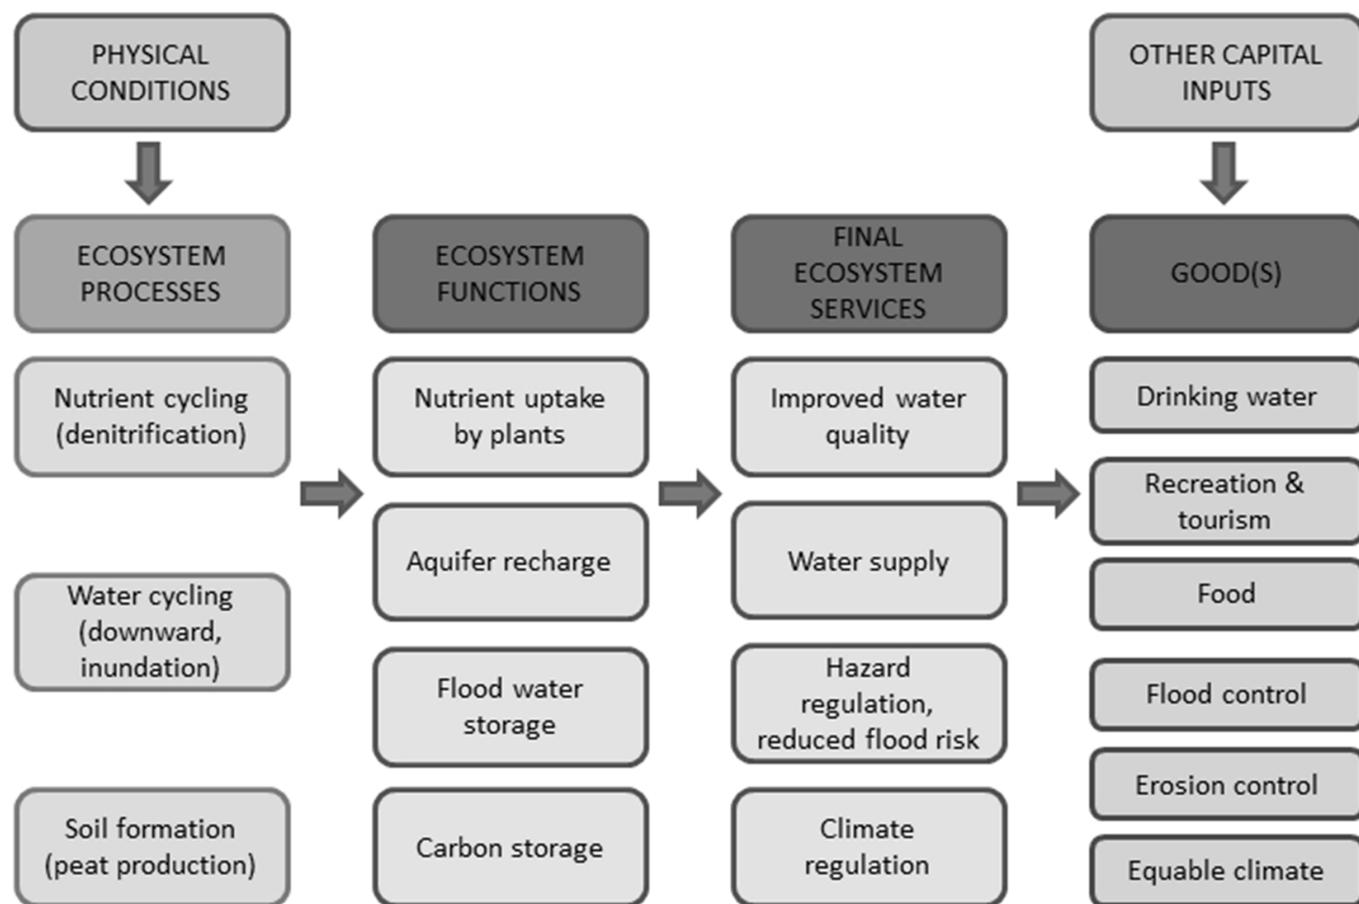 PHYSICAL
CONDITIONS
OTHER CAPITAL
INPUTS
ECOSYSTEM
PROCESSES
ECOSYSTEM
FUNCTIONS
FINAL
ECOSYSTEM
SERVICES
GOOD(S)
Nutrient cycling
(denitrification)
Water cycling
(downward,
inundation)
Soil formation
(peat production)
Nutrient uptake
by plants
Aquifer recharge
Flood water
storage
Carbon storage
Improved water
quality
Water supply
Hazard
regulation,
reduced flood risk
Climate
regulation
Drinking water
Recreation &
tourism
Food
Flood control
Erosion control
Equable climate